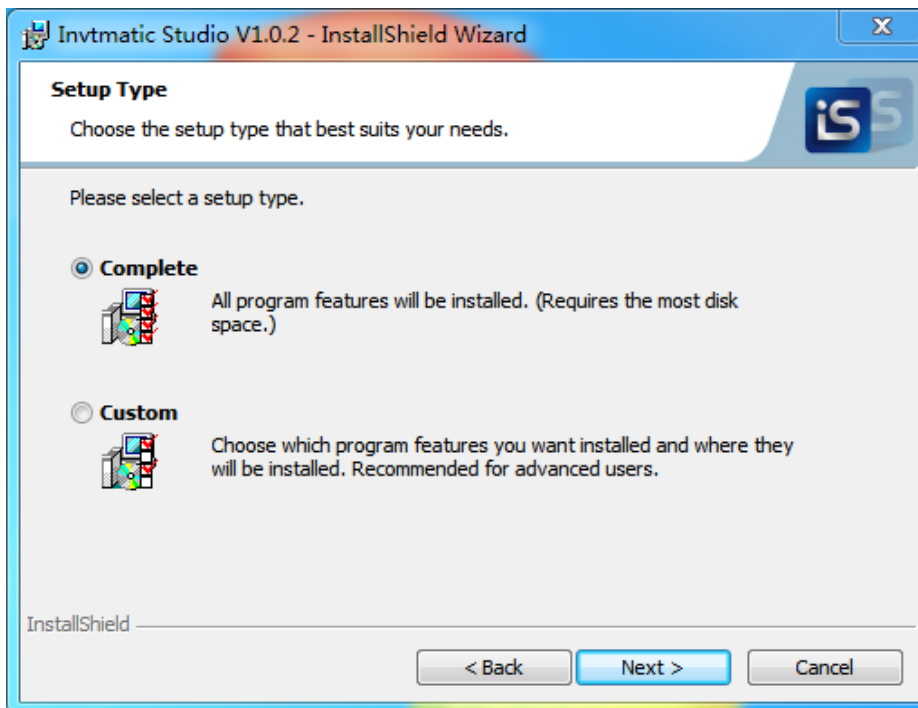 Invtmatic Studio V1.0.2 - InstallShield Wizard
Setup Type
Choose the setup type that best suits your needs.
iS
S
Please select a setup type.
Complete
All program features will be installed. (Requires the most disk
space.)
Custom
Choose which program features you want installed and where they
will be installed. Recommended for advanced users.
InstallShield
< Back
Next >
Cancel